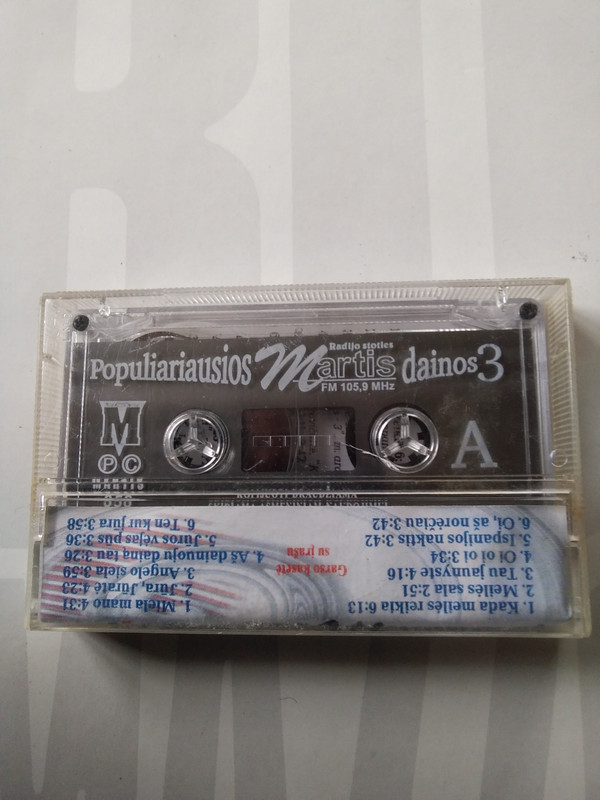 Populiariausios
Radijo stoties
Martis
FM 105,9 MHz
dainos 3
M
P C
MARTIS
A
1. Kada meilės reikia 6:13
2. Meilės sala 2:51
3. Tau jaunyste 4:16
4. Oi oi oi 3:34
5. Ispanijos naktis 3:42
6. Oi, aš norėčiau 3:42
Garso kasetė
su įrašu
1. Miela mano 4:31
2. Jūra, Jūratė 4:23
3. Angelo siela 3:59
4. Aš dainuoju dainą tau 3:26
5. Jūros vėjas pūs 3:36
6. Ten kur jūra 3:58